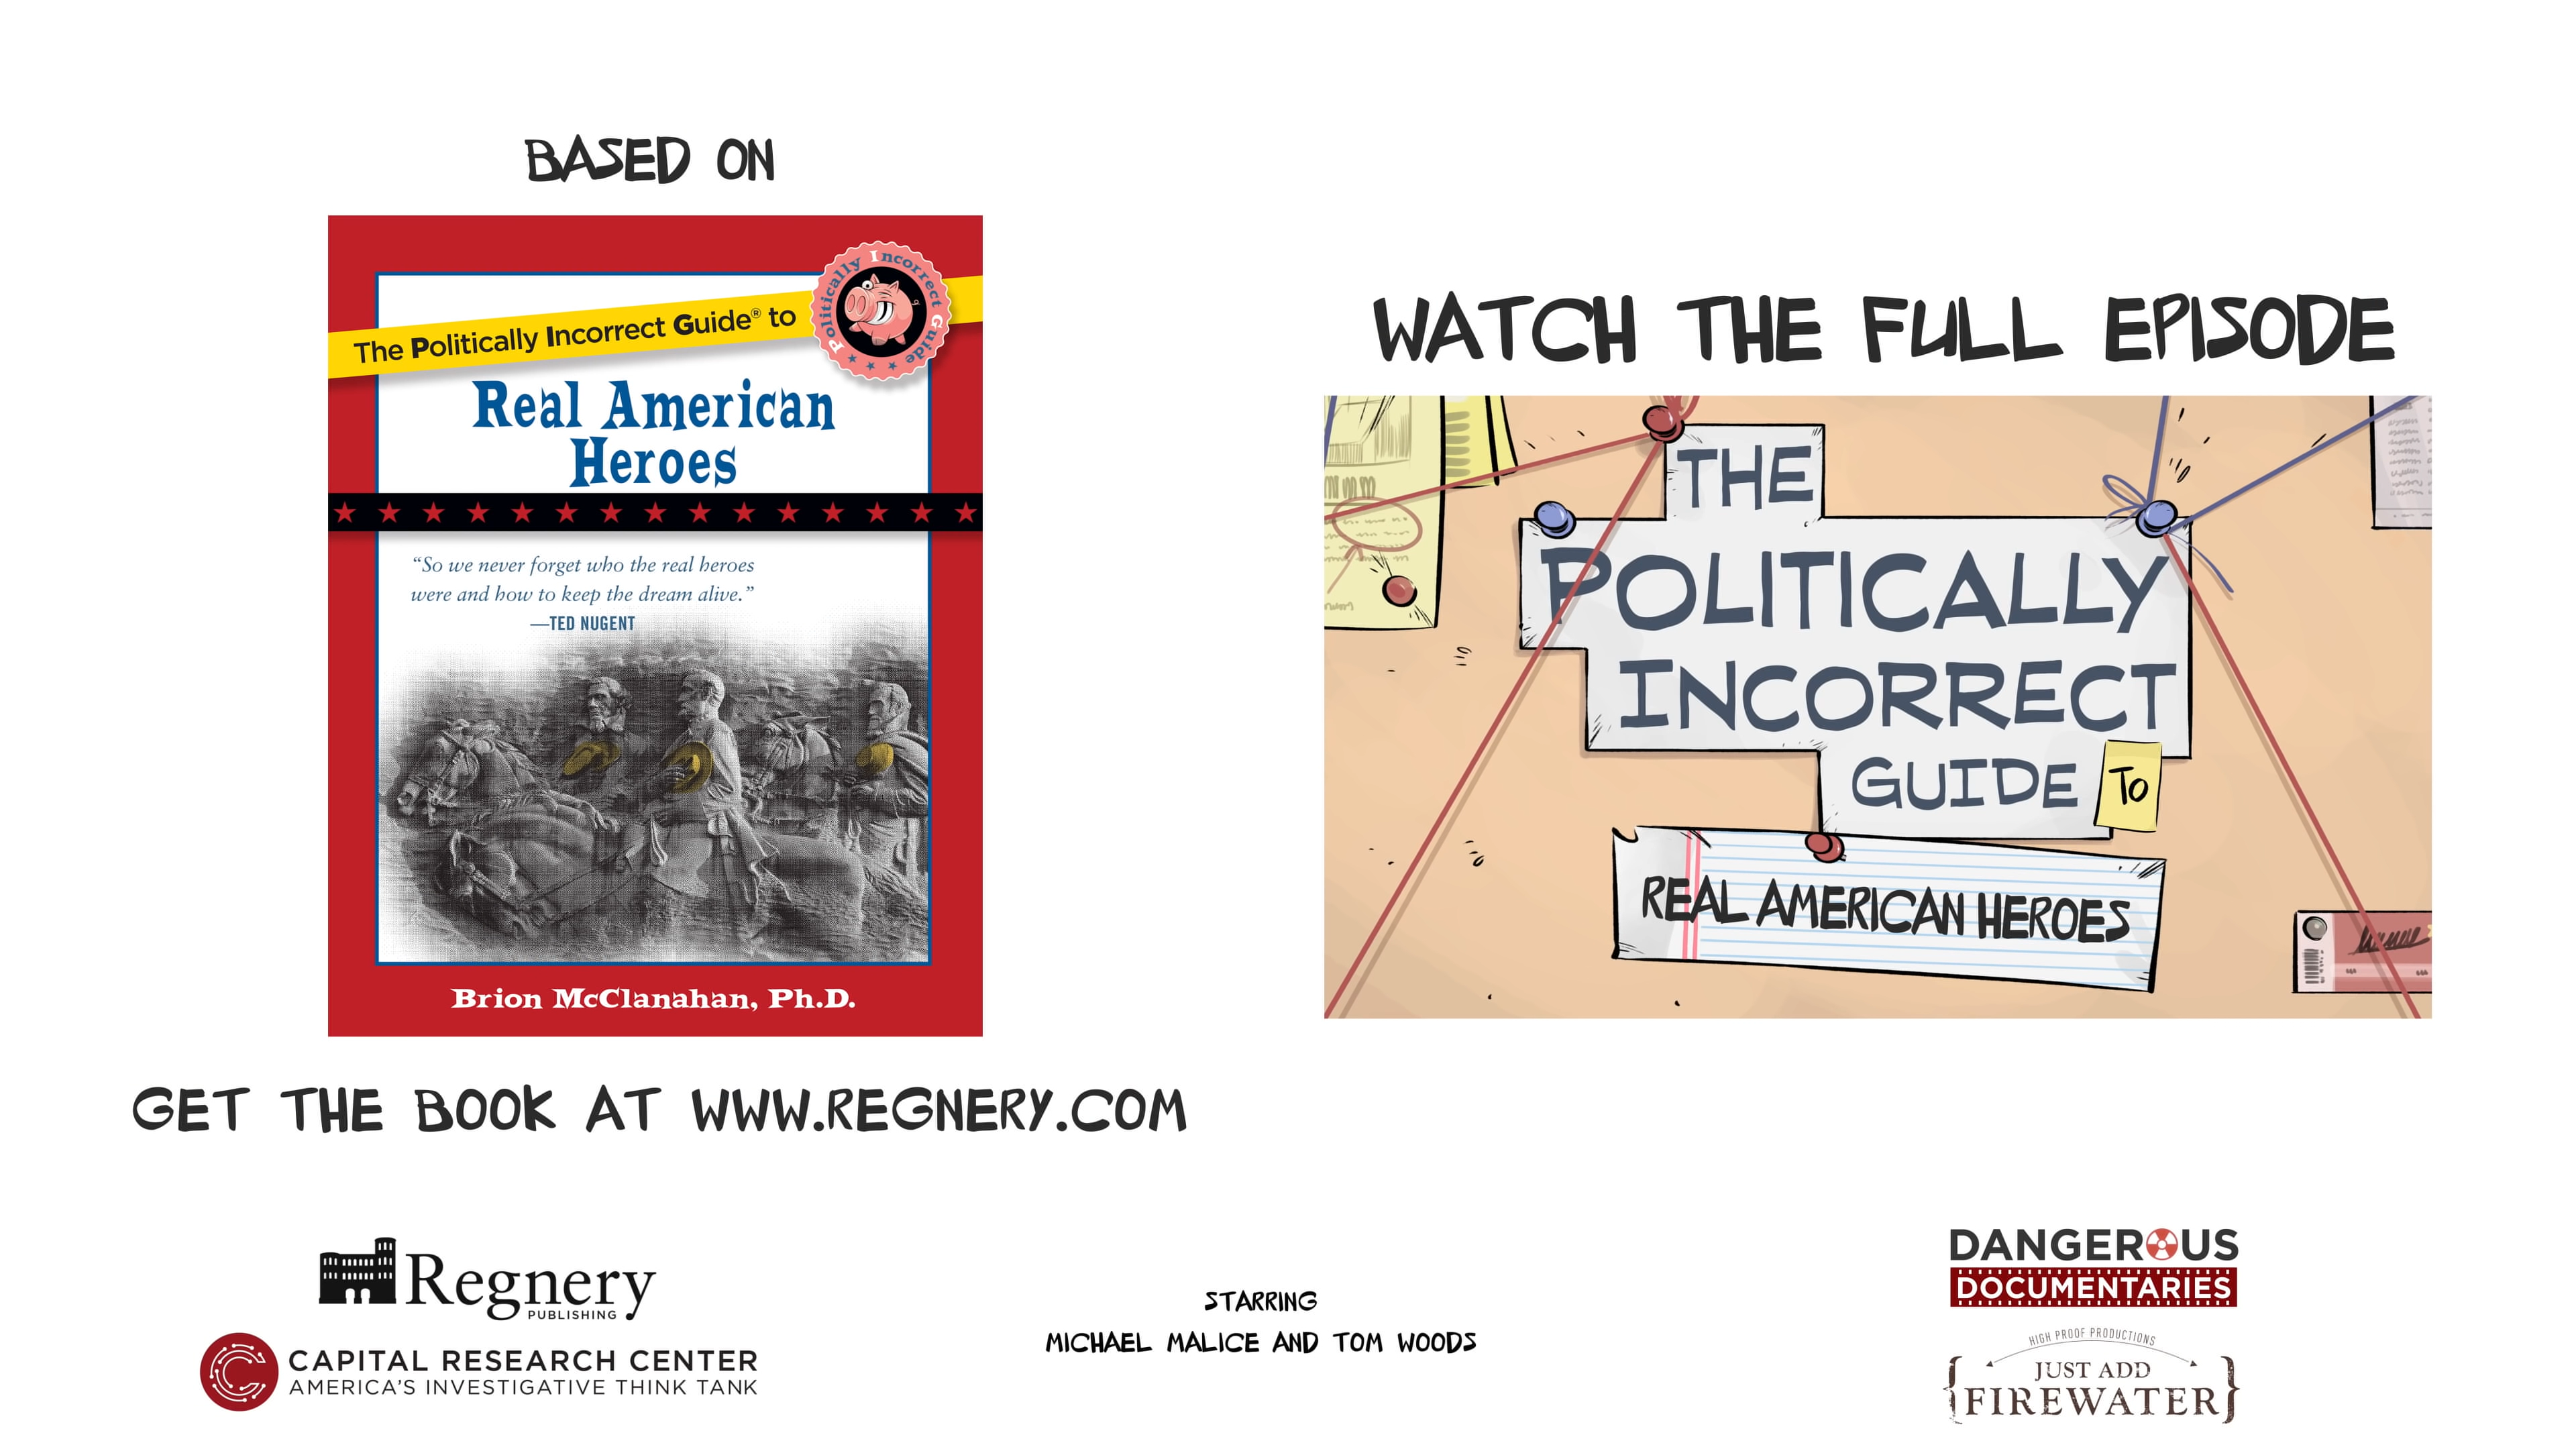 BASED ON
The Politically Incorrect Guide® to
Politically Incorrect Guide
Real American
Heroes
“So we never forget who the real heroes
were and how to keep the dream alive.”
—TED NUGENT
Brion McClanahan, Ph.D.
GET THE BOOK AT WWW.REGNERY.COM
WATCH THE FULL EPISODE
THE
POLITICALLY
INCORRECT
GUIDE TO
REAL AMERICAN HEROES
Regnery
PUBLISHING
CAPITAL RESEARCH CENTER
AMERICA'S INVESTIGATIVE THINK TANK
STARRING
MICHAEL MALICE AND TOM WOODS
DANGEROUS
DOCUMENTARIES
HIGH PROOF PRODUCTIONS
JUST ADD
FIREWATER